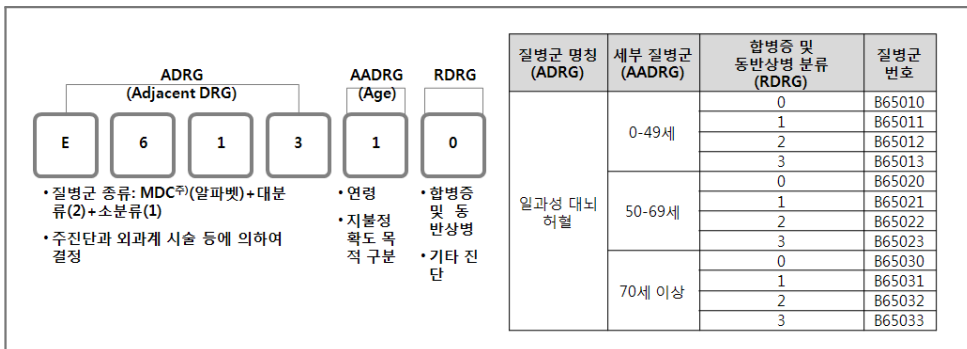 ADRG
(Adjacent DRG)
AADRG
(Age)
RDRG
E 6 1 3 1 0
• 질병군 종류: MDC주)(알파벳)+대분
류(2)+소분류(1)
• 주진단과 외과계 시술 등에 의하여
결정
• 연령
• 지불정
확도 목
적 구분
• 합병증
및 동
반상병
• 기타 진
단
질병군 명칭
(ADRG)
세부 질병군
(AADRG)
합병증 및
동반상병 분류
(RDRG)
질병군
번호
일과성 대뇌
허혈
0-49세
0 B65010
1 B65011
2 B65012
3 B65013
50-69세
0 B65020
1 B65021
2 B65022
3 B65023
70세 이상
0 B65030
1 B65031
2 B65032
3 B65033